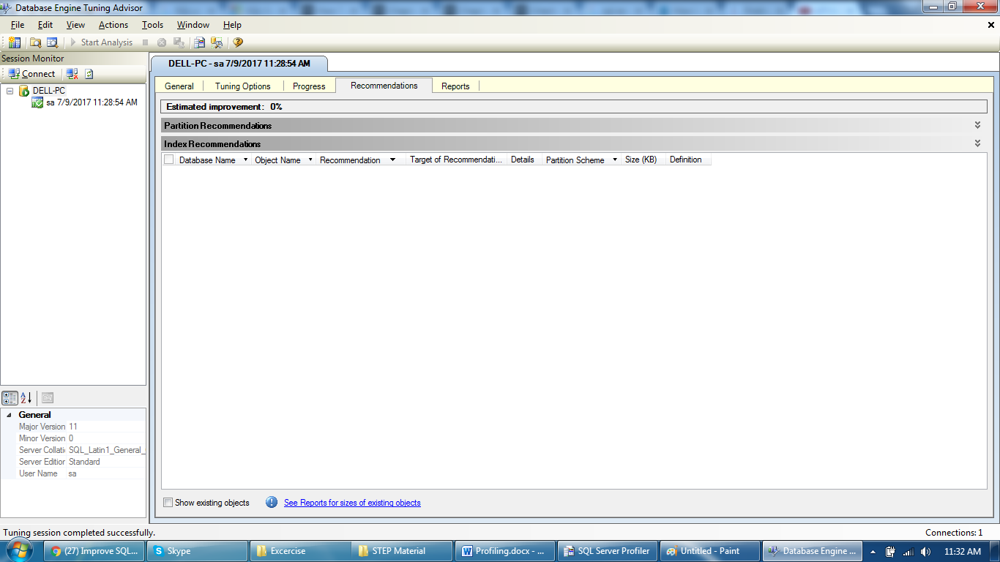 Database Engine Tuning Advisor
File Edit View Actions Tools Window Help
Start Analysis
Session Monitor
Connect
DELL-PC
sa 7/9/2017 11:28:54 AM
DELL-PC - sa 7/9/2017 11:28:54 AM
General Tuning Options Progress Recommendations Reports
Estimated improvement: 0%
Partition Recommendations
Index Recommendations
Database Name Object Name Recommendation Target of Recommendati... Details Partition Scheme Size (KB) Definition
General
Major Version 11
Minor Version 0
Server Collati SQL_Latin1_General_
Server Edition Standard
User Name sa
Show existing objects See Reports for sizes of existing objects
Tuning session completed successfully. Connections: 1
(27) Improve SQL... Skype Excercise STEP Material Profiling.docx - ... SQL Server Profiler Untitled - Paint Database Engine ... 11:32 AM